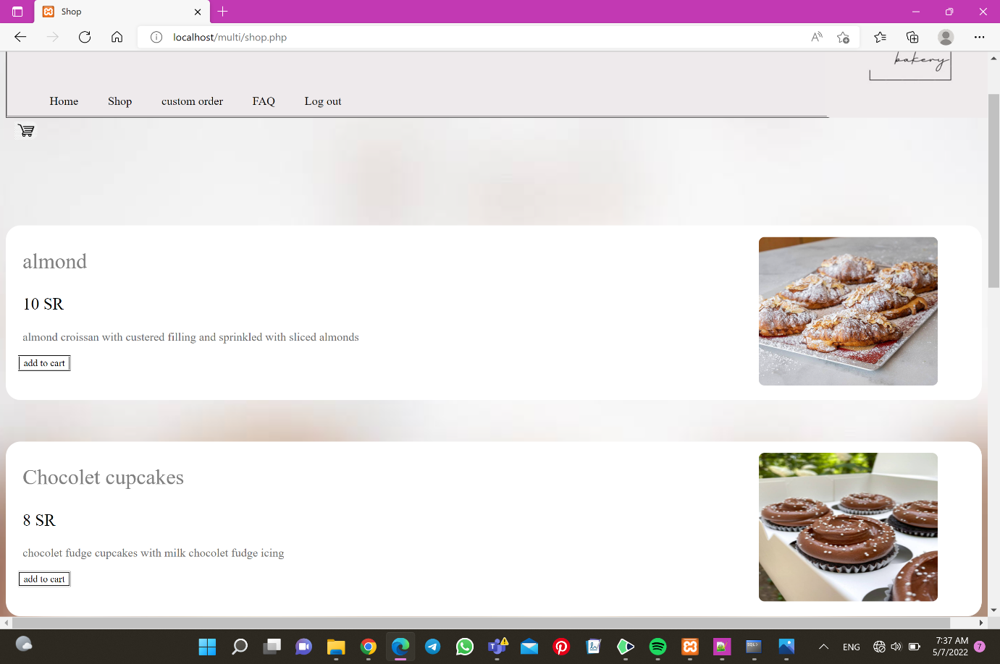 Shop
localhost/multi/shop.php
bakery
Home Shop custom order FAQ Log out
almond
10 SR
almond croissan with custered filling and sprinkled with sliced almonds
add to cart
Chocolet cupcakes
8 SR
chocolet fudge cupcakes with milk chocolet fudge icing
add to cart
ENG
7:37 AM
5/7/2022
7